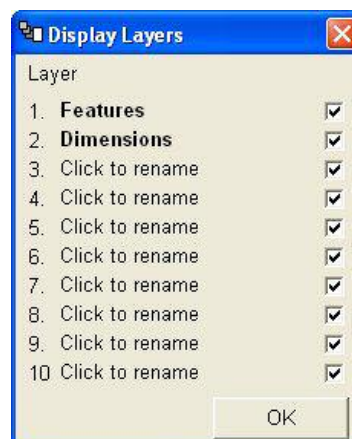 Display Layers
Layer
1. Features
2. Dimensions
3. Click to rename
4. Click to rename
5. Click to rename
6. Click to rename
7. Click to rename
8. Click to rename
9. Click to rename
10 Click to rename
OK